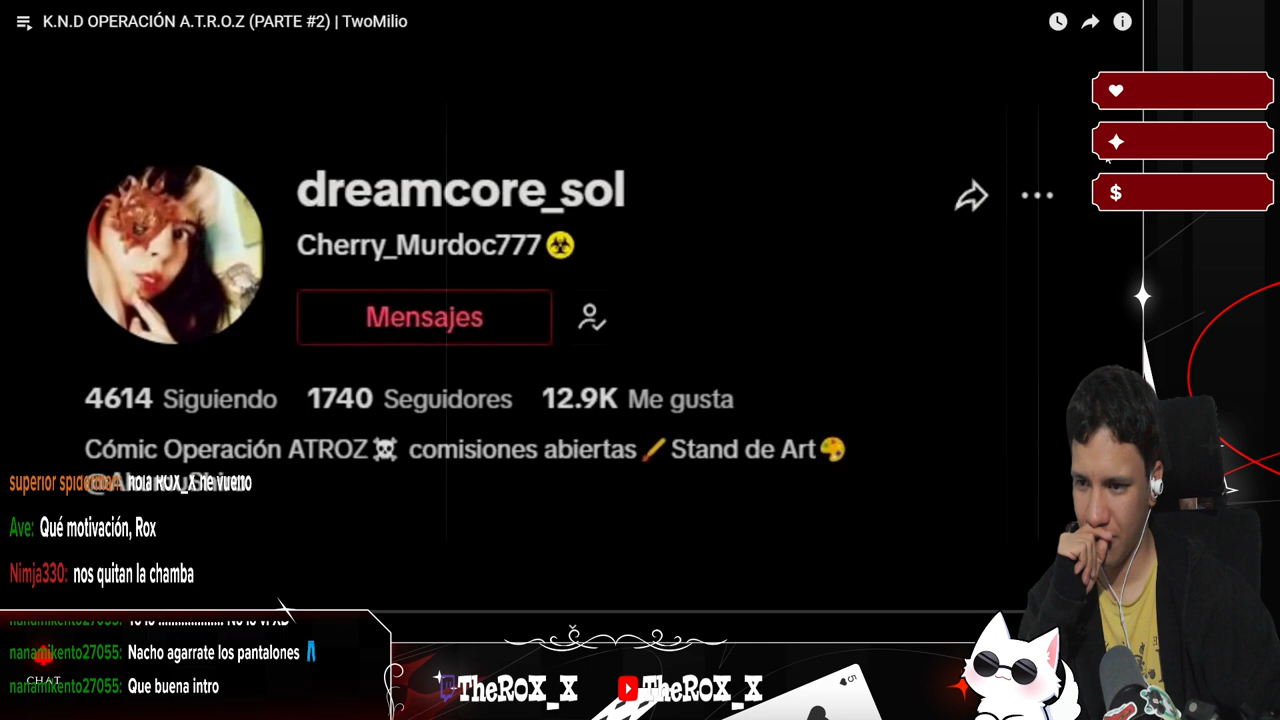 K.N.D OPERACIÓN A.T.R.O.Z (PARTE #2) | TwoMilio
dreamcore_sol
Cherry_Murdoc777
Mensajes
4614 Siguiendo 1740 Seguidores 12.9K Me gusta
Cómic Operación ATROZ comisiones abiertas Stand de Art
hola ROX_X he vuelto
Ave: Qué motivación, Rox
Nimja330: nos quitan la chamba
nanamikento27055:
nanamikento27055: Nacho agarrate los pantalones
nanamikento27055: Que buena intro
CHAT
TheROX_X TheROX_X
$
5